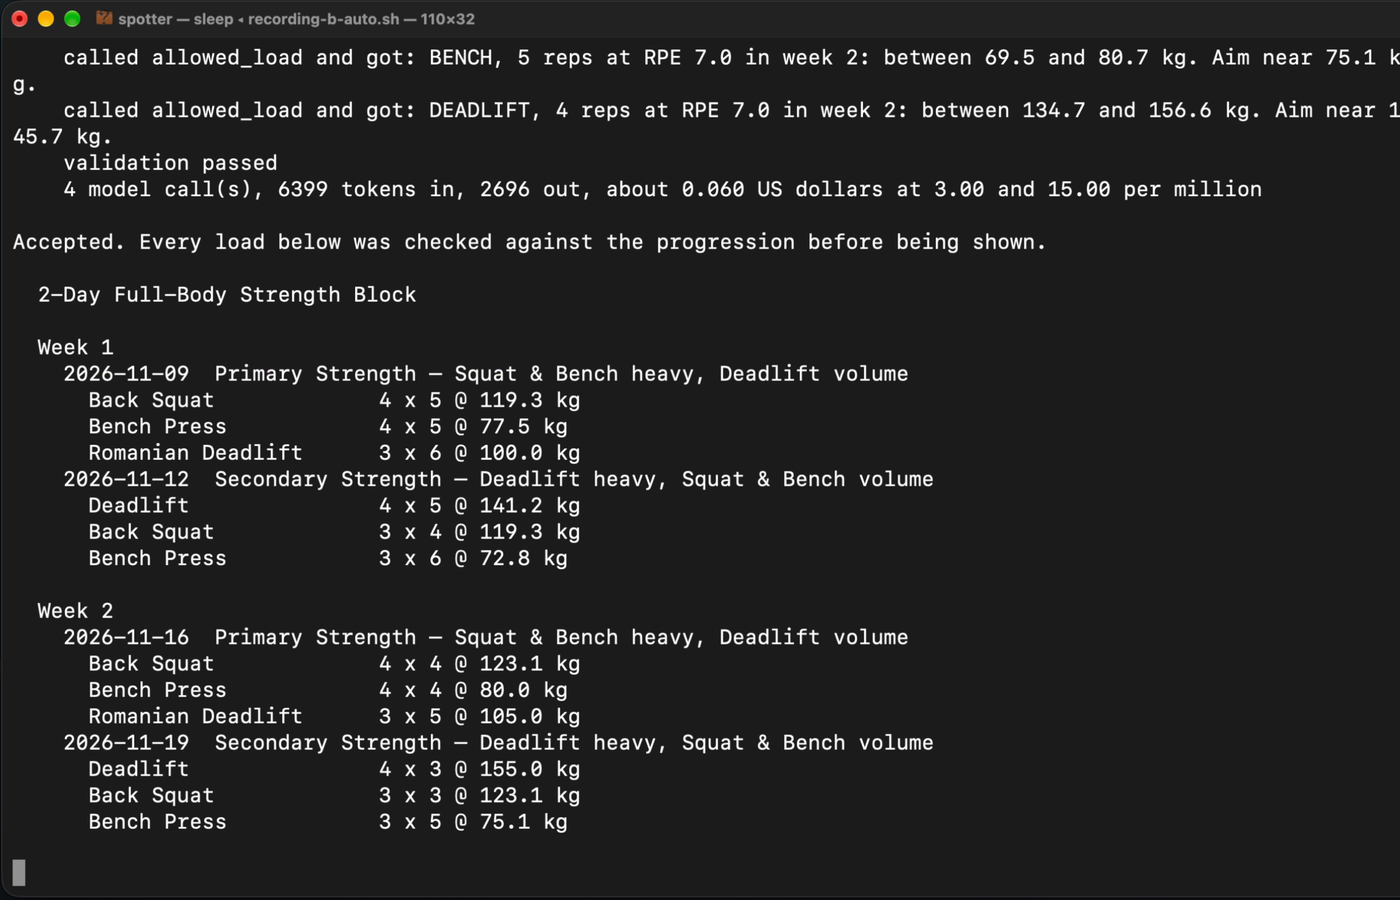 spotter — sleep ◂ recording-b-auto.sh — 110×32
called allowed_load and got: BENCH, 5 reps at RPE 7.0 in week 2: between 69.5 and 80.7 kg. Aim near 75.1 k
g.
called allowed_load and got: DEADLIFT, 4 reps at RPE 7.0 in week 2: between 134.7 and 156.6 kg. Aim near 1
45.7 kg.
validation passed
4 model call(s), 6399 tokens in, 2696 out, about 0.060 US dollars at 3.00 and 15.00 per million
Accepted. Every load below was checked against the progression before being shown.
2-Day Full-Body Strength Block
Week 1
2026-11-09  Primary Strength — Squat & Bench heavy, Deadlift volume
Back Squat             4 x 5 @ 119.3 kg
Bench Press            4 x 5 @ 77.5 kg
Romanian Deadlift      3 x 6 @ 100.0 kg
2026-11-12  Secondary Strength — Deadlift heavy, Squat & Bench volume
Deadlift               4 x 5 @ 141.2 kg
Back Squat             3 x 4 @ 119.3 kg
Bench Press            3 x 6 @ 72.8 kg
Week 2
2026-11-16  Primary Strength — Squat & Bench heavy, Deadlift volume
Back Squat             4 x 4 @ 123.1 kg
Bench Press            4 x 4 @ 80.0 kg
Romanian Deadlift      3 x 5 @ 105.0 kg
2026-11-19  Secondary Strength — Deadlift heavy, Squat & Bench volume
Deadlift               4 x 3 @ 155.0 kg
Back Squat             3 x 3 @ 123.1 kg
Bench Press            3 x 5 @ 75.1 kg